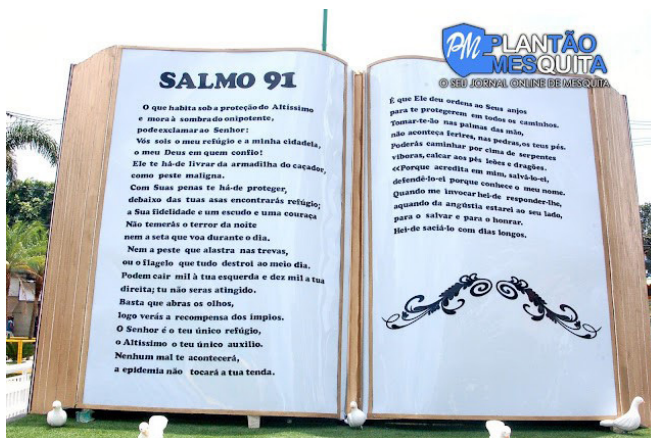 PM PLANTÃO
MESQUITA
O SEU JORNAL ONLINE DE MESQUITA
SALMO 91
O que habita sob a proteção do Altissimo
e mora à sombra do onipotente,
pode exclamar ao Senhor:
Vós sois o meu refúgio e a minha cidadela,
o meu Deus em quem confio!
Ele te há-de livrar da armadilha do caçador,
como peste maligna.
Com Suas penas te há-de proteger,
debaixo das tuas asas encontrarás refúgio;
a Sua fidelidade e um escudo e uma couraça
Não temerás o terror da noite
nem a seta que voa durante o dia.
Nem a peste que alastra nas trevas,
ou o flagelo que tudo destroi ao meio dia.
Podem cair mil à tua esquerda e dez mil a tua
direita; tu não seras atingido.
Basta que abras os olhos,
logo verás a recompensa dos impios.
O Senhor é o teu único refúgio,
o Altissimo o teu único auxilio.
Nenhum mal te acontecerá,
a epidemia não tocará a tua tenda.
É que Ele deu ordens ao Seus anjos
para te protegerem em todos os caminhos.
Tomar-te-ão nas palmas das mão,
não aconteça ferires, nas pedras, os teus pés.
Poderás caminhar por cima de serpentes
viboras, calcar aos pés leões e dragões.
«Porque acredita em mim, salvá-lo-ei,
defendê-lo-ei porque conhece o meu nome.
Quando me invocar hei-de responder-lhe,
aquando da angústia estarei ao seu lado,
para o salvar e para o honrar.
Hei-de saciá-lo com dias longos.